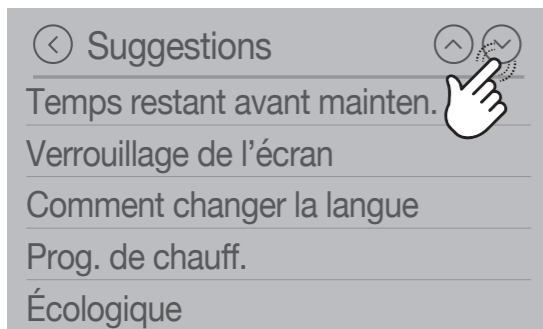 Suggestions
Temps restant avant mainten.
Verrouillage de l’écran
Comment changer la langue
Prog. de chauff.
Écologique